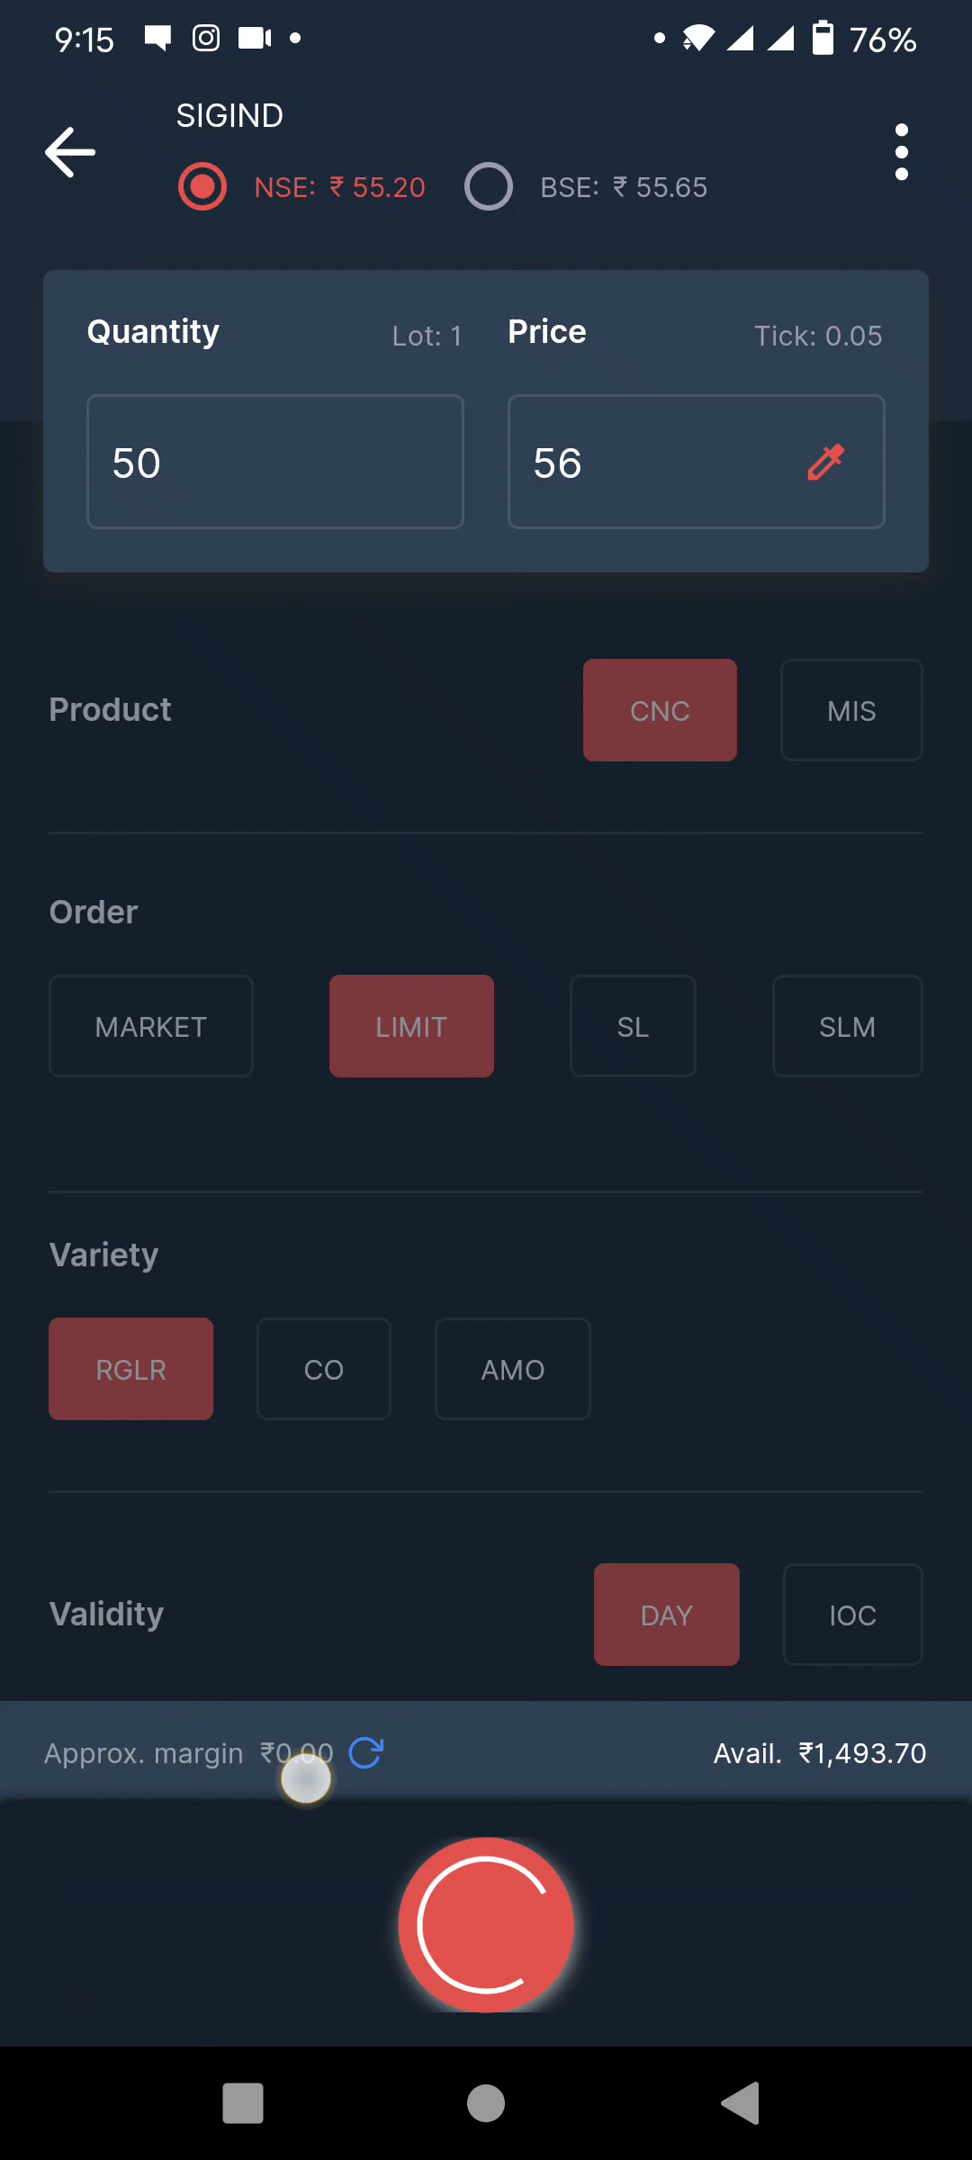 9:15
76%
SIGIND
NSE: ₹ 55.20 BSE: ₹ 55.65
Quantity Lot: 1 Price Tick: 0.05
50 56
Product CNC MIS
Order
MARKET LIMIT SL SLM
Variety
RGLR CO AMO
Validity DAY IOC
Approx. margin ₹0.00 Avail. ₹1,493.70